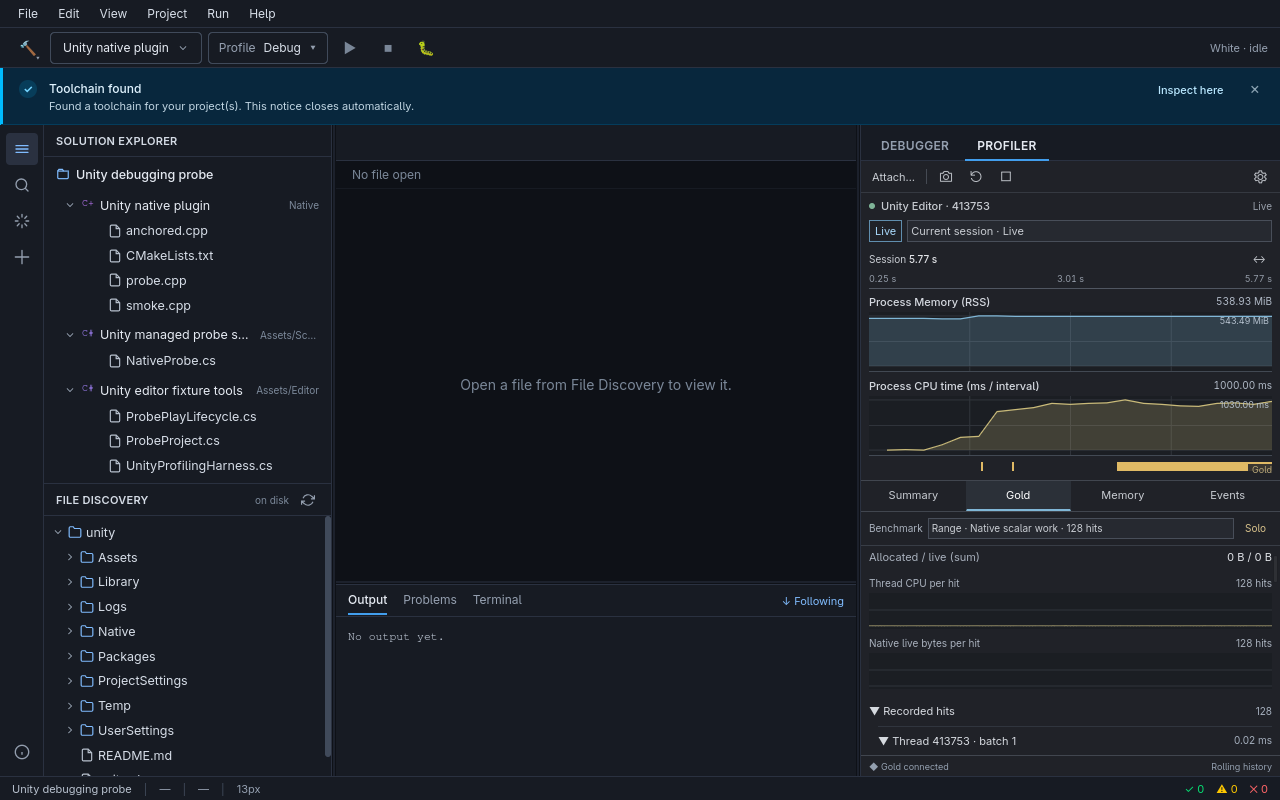 File Edit View Project Run Help
Unity native plugin Profile Debug White · idle
Toolchain found
Found a toolchain for your project(s). This notice closes automatically.
Inspect here
SOLUTION EXPLORER
Unity debugging probe
Unity native plugin Native
anchored.cpp
CMakeLists.txt
probe.cpp
smoke.cpp
Unity managed probe s... Assets/Sc...
NativeProbe.cs
Unity editor fixture tools Assets/Editor
ProbePlayLifecycle.cs
ProbeProject.cs
UnityProfilingHarness.cs
FILE DISCOVERY on disk
unity
Assets
Library
Logs
Native
Packages
ProjectSettings
Temp
UserSettings
README.md
No file open
Open a file from File Discovery to view it.
Output Problems Terminal ↓ Following
No output yet.
DEBUGGER PROFILER
Attach...
Unity Editor · 413753 Live
Live Current session · Live
Session 5.77 s
0.25 s 3.01 s 5.77 s
Process Memory (RSS) 538.93 MiB
543.49 MiB
Process CPU time (ms / interval) 1000.00 ms
1030.00 ms
Gold
Summary Gold Memory Events
Benchmark Range · Native scalar work · 128 hits Solo
Allocated / live (sum) 0 B / 0 B
Thread CPU per hit 128 hits
Native live bytes per hit 128 hits
Recorded hits 128
Thread 413753 · batch 1 0.02 ms
Gold connected Rolling history
Unity debugging probe — — 13px 0 0 0